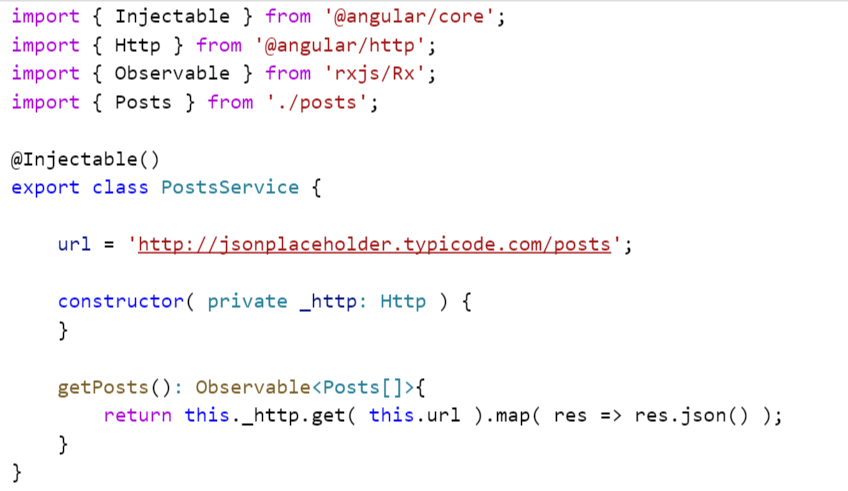 import { Injectable } from '@angular/core';
import { Http } from '@angular/http';
import { Observable } from 'rxjs/Rx';
import { Posts } from './posts';

@Injectable()
export class PostsService {

    url = 'http://jsonplaceholder.typicode.com/posts';

    constructor( private _http: Http ) {
    }

    getPosts(): Observable<Posts[]>{
        return this._http.get( this.url ).map( res => res.json() );
    }
}